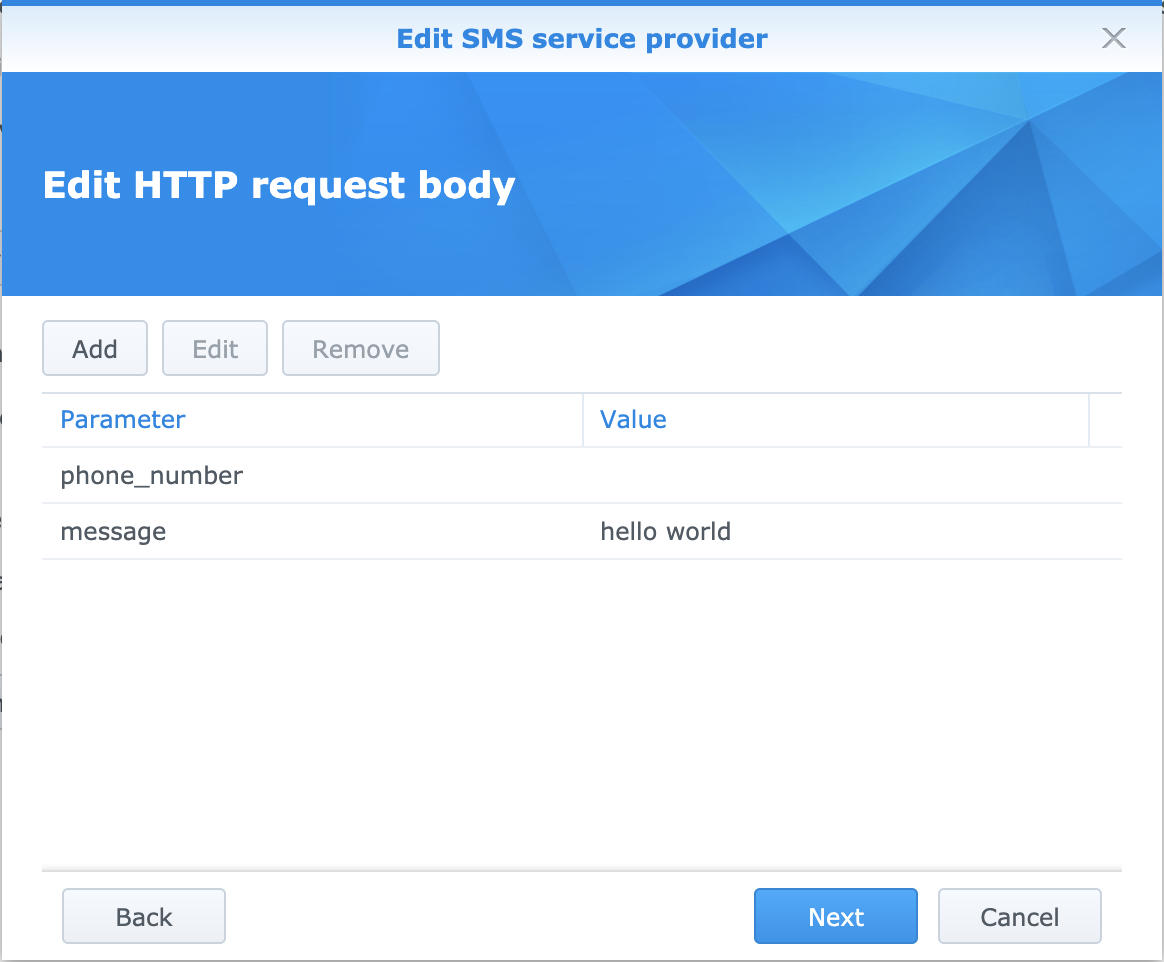 Edit SMS service provider
Edit HTTP request body
Add Edit Remove
Parameter Value
phone_number
message hello world
Back Next Cancel